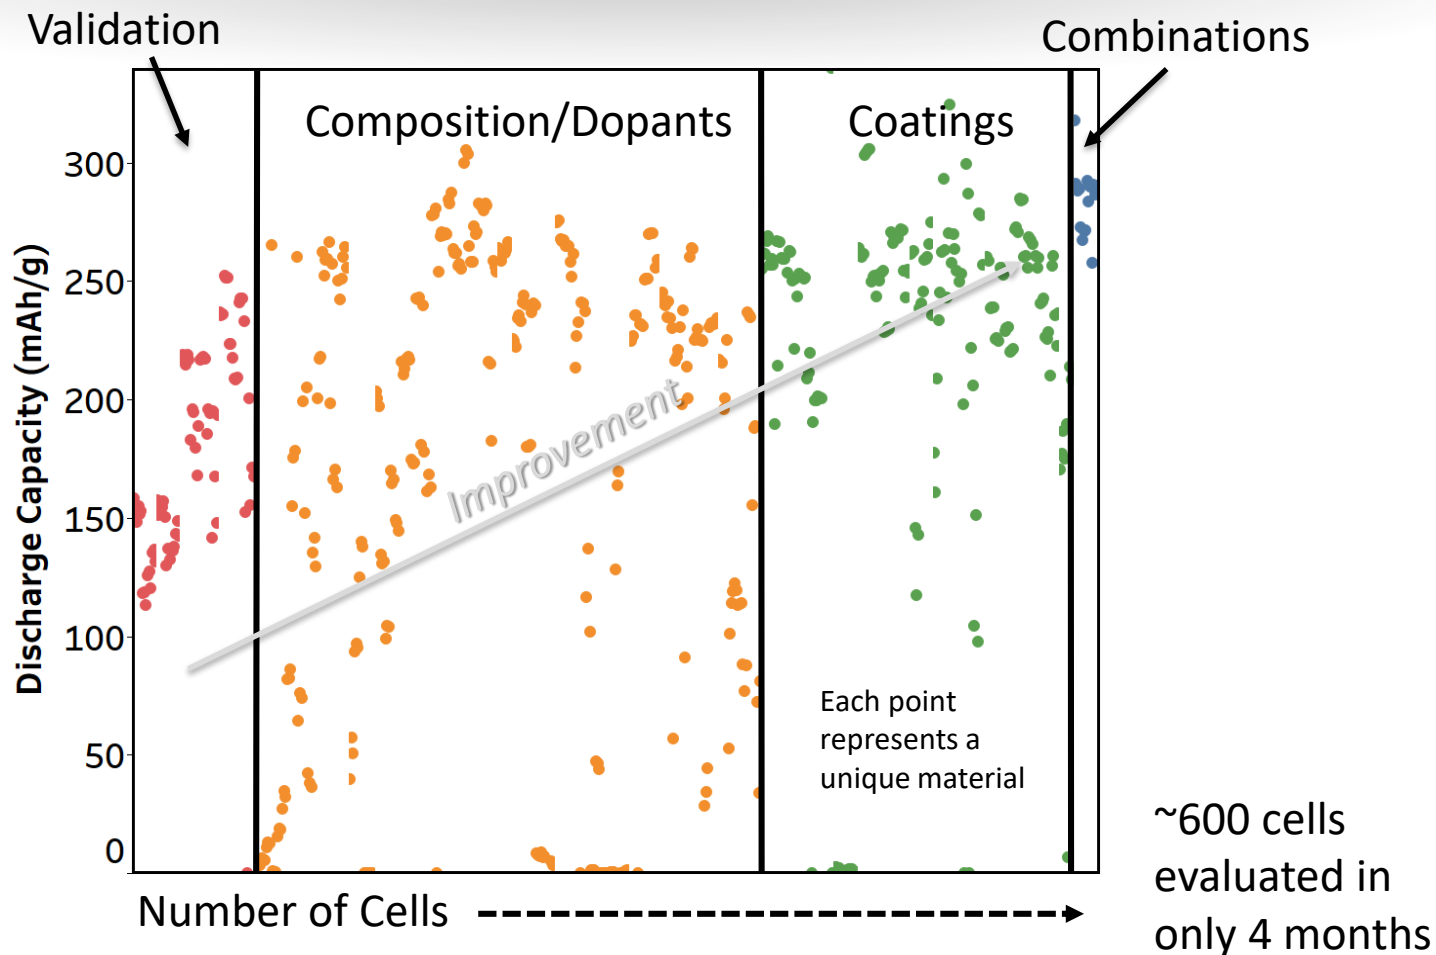 Validation
Combinations
Composition/Dopants
Coatings
Discharge Capacity (mAh/g)
300
250
200
150
100
50
0
Improvement
Each point
represents a
unique material
Number of Cells
~600 cells
evaluated in
only 4 months